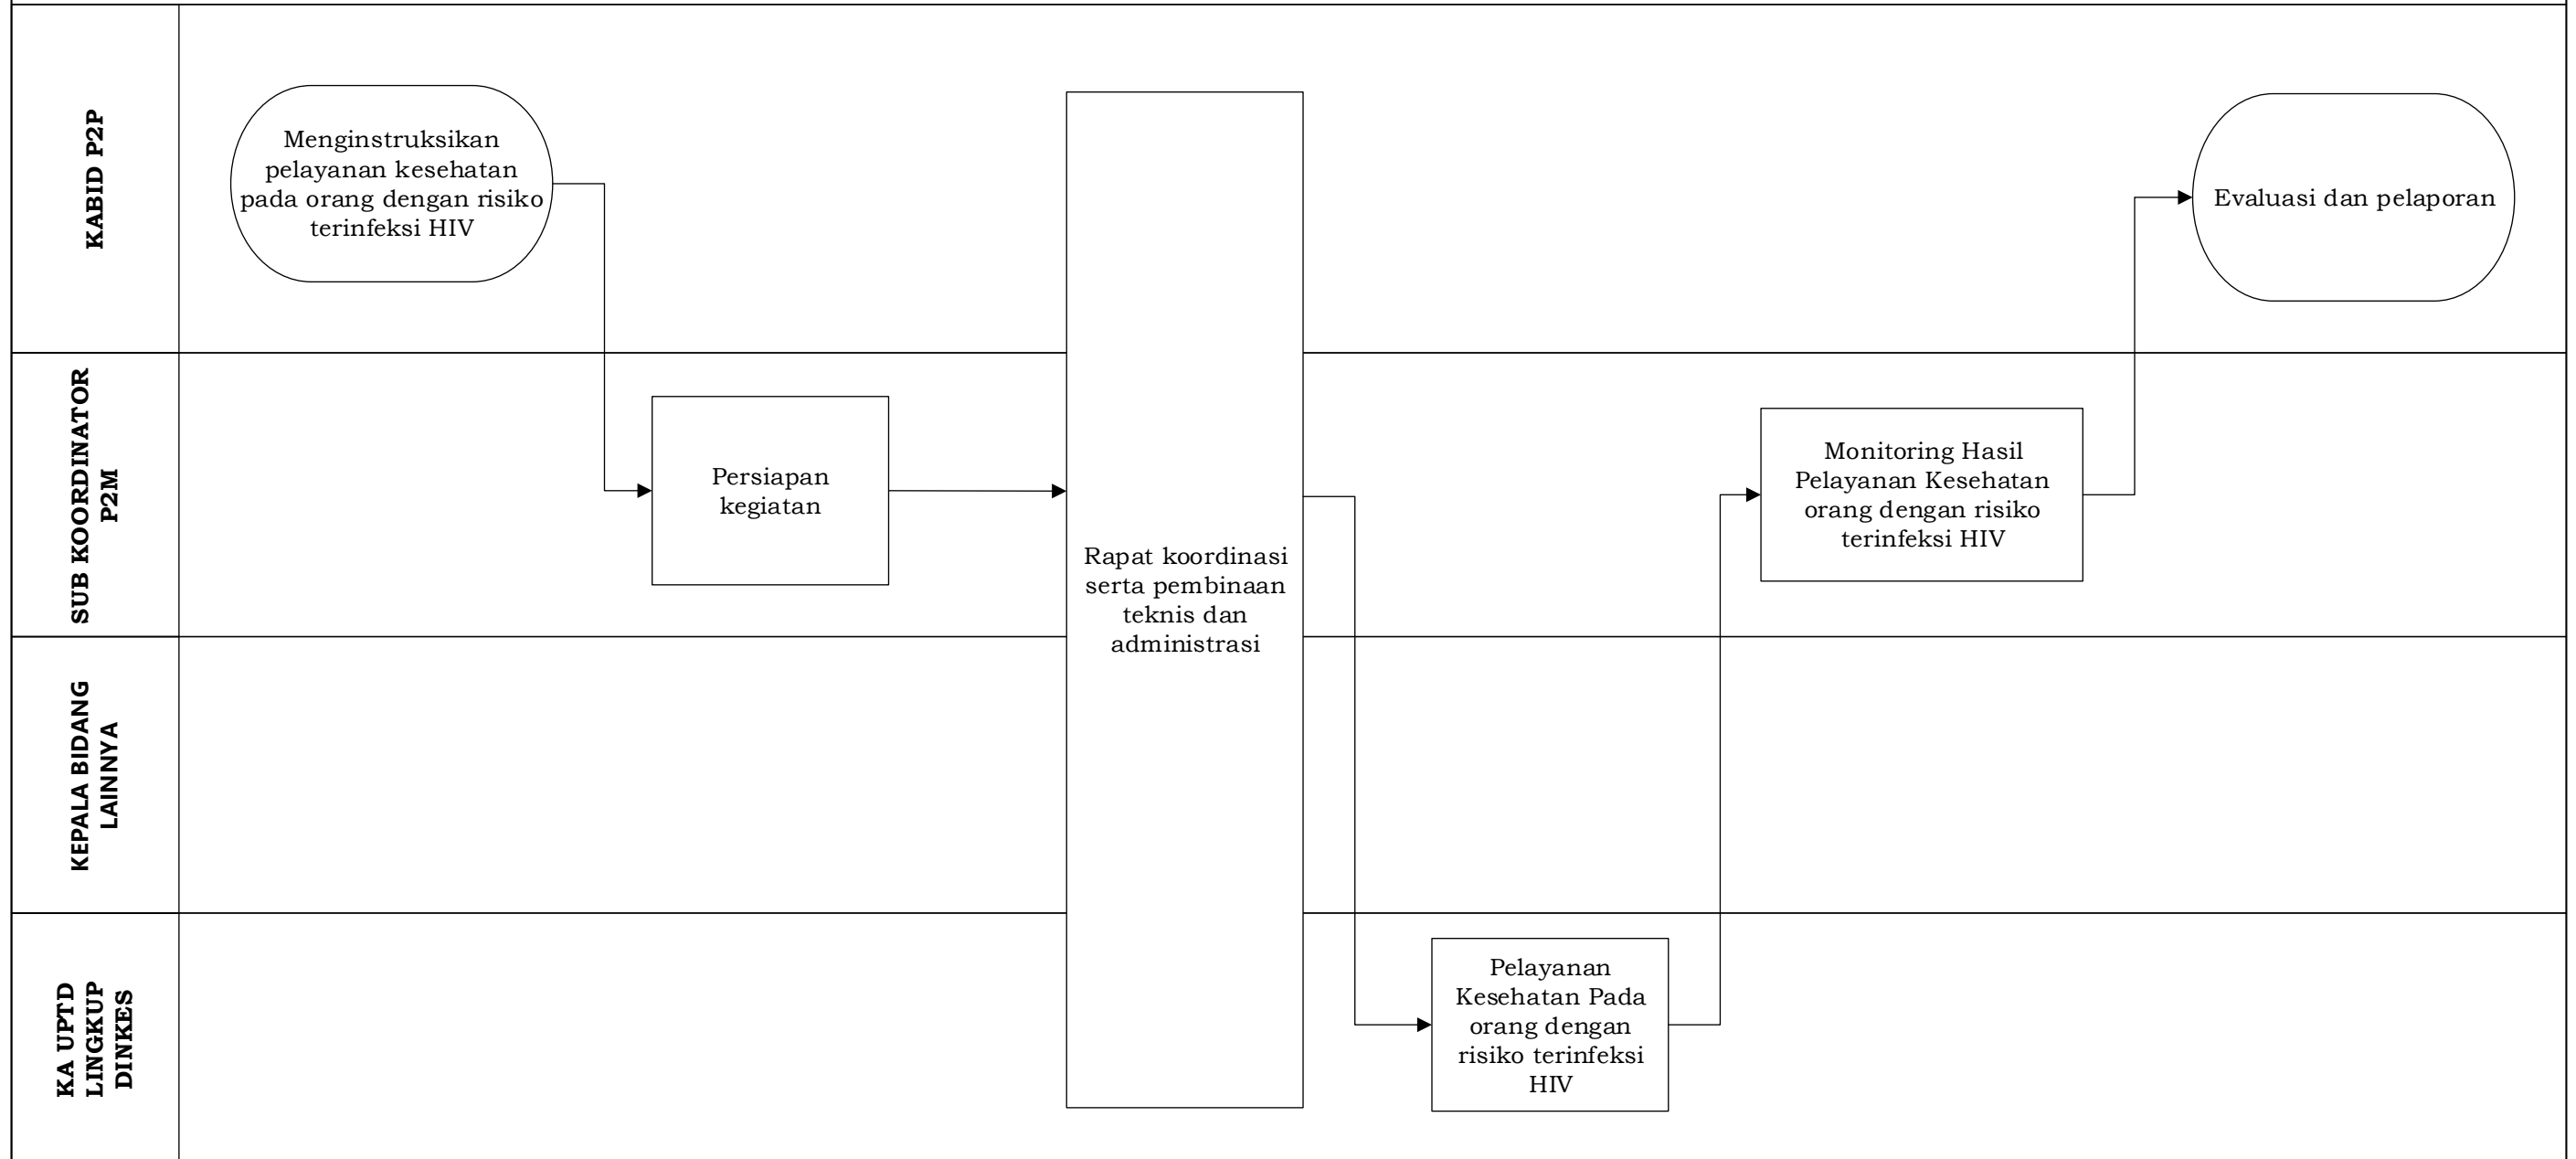 KABID P2P
Menginstruksikan
pelayanan kesehatan
pada orang dengan risiko
terinfeksi HIV
Evaluasi dan pelaporan
SUB KOORDINATOR
P2M
Persiapan
kegiatan
Rapat koordinasi
serta pembinaan
teknis dan
administrasi
Monitoring Hasil
Pelayanan Kesehatan
orang dengan risiko
terinfeksi HIV
KEPALA BIDANG
LAINNYA
KA UPTD
LINGKUP
DINKES
Pelayanan
Kesehatan Pada
orang dengan
risiko terinfeksi
HIV